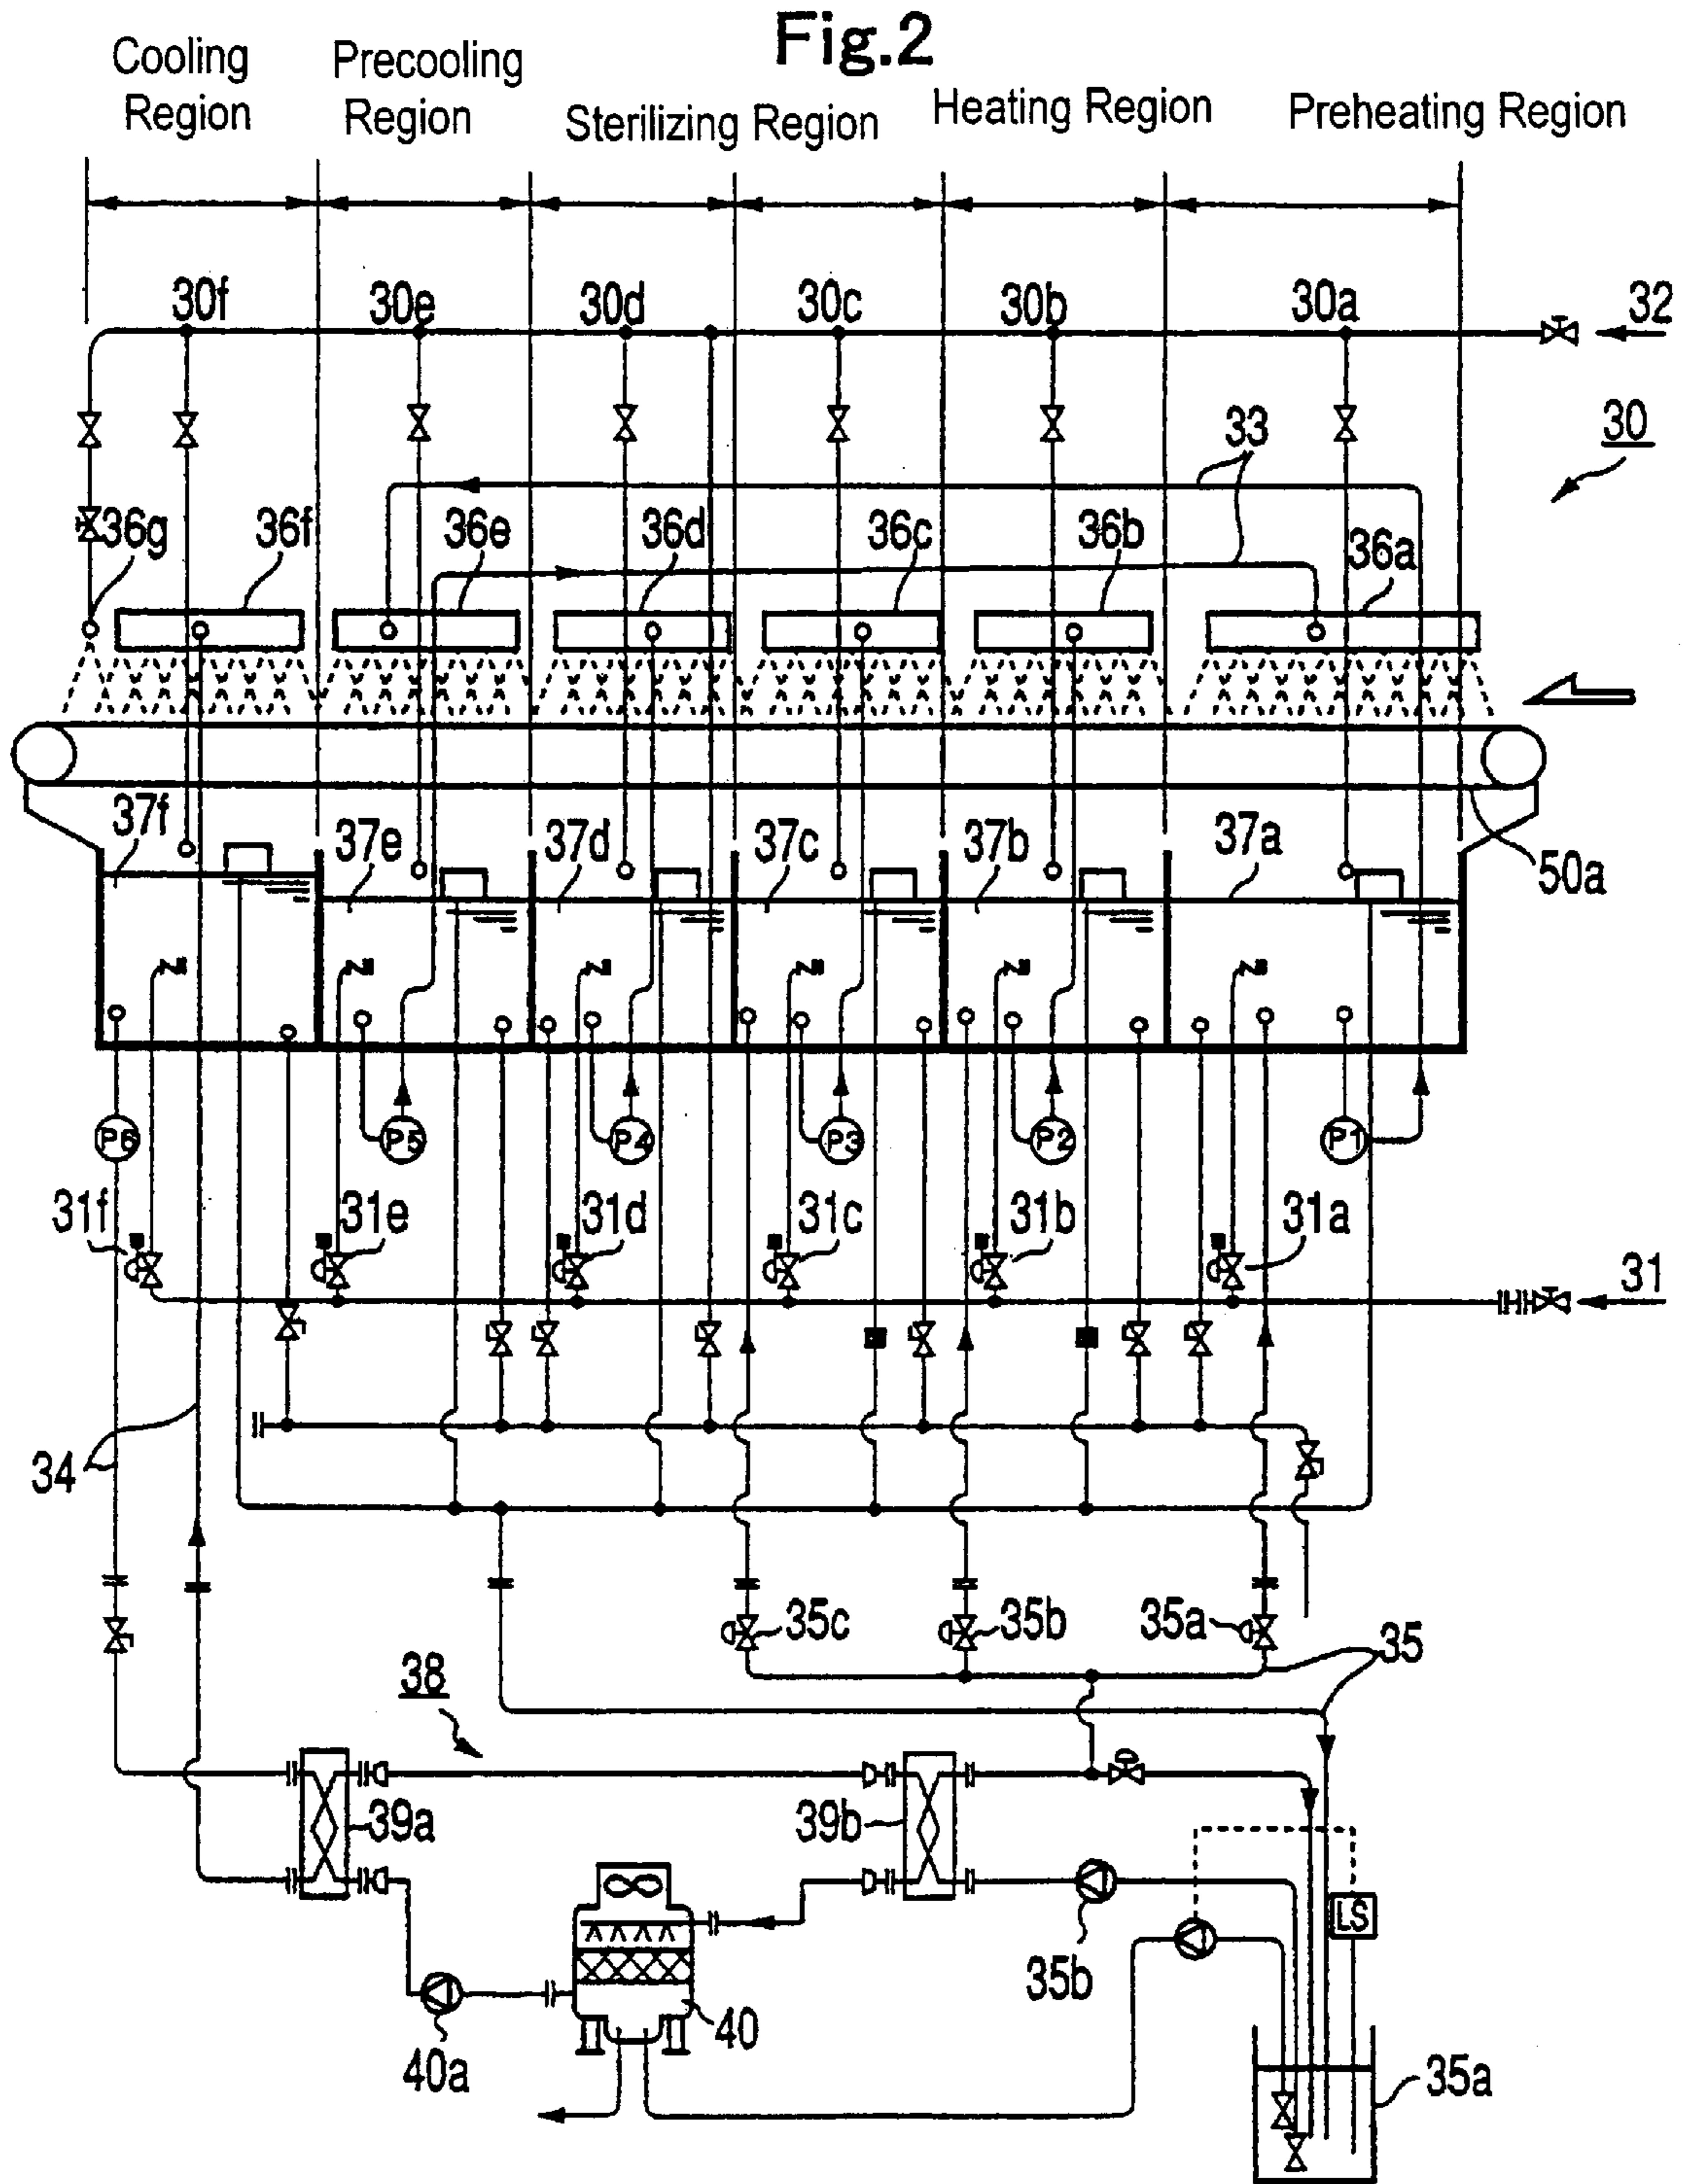 Fig.2
Cooling
Region
Precooling
Region
Sterilizing Region
Heating Region
Preheating Region
30f
30e
30d
30c
30b
30a
32
30
33
36g
36f
36e
36d
36c
36b
36a
37f
37e
37d
37c
37b
37a
50a
P6
P5
P4
P3
P2
P1
31f
31e
31d
31c
31b
31a
31
34
35c
35b
35a
35
38
39a
39b
LS
35b
40
40a
35a